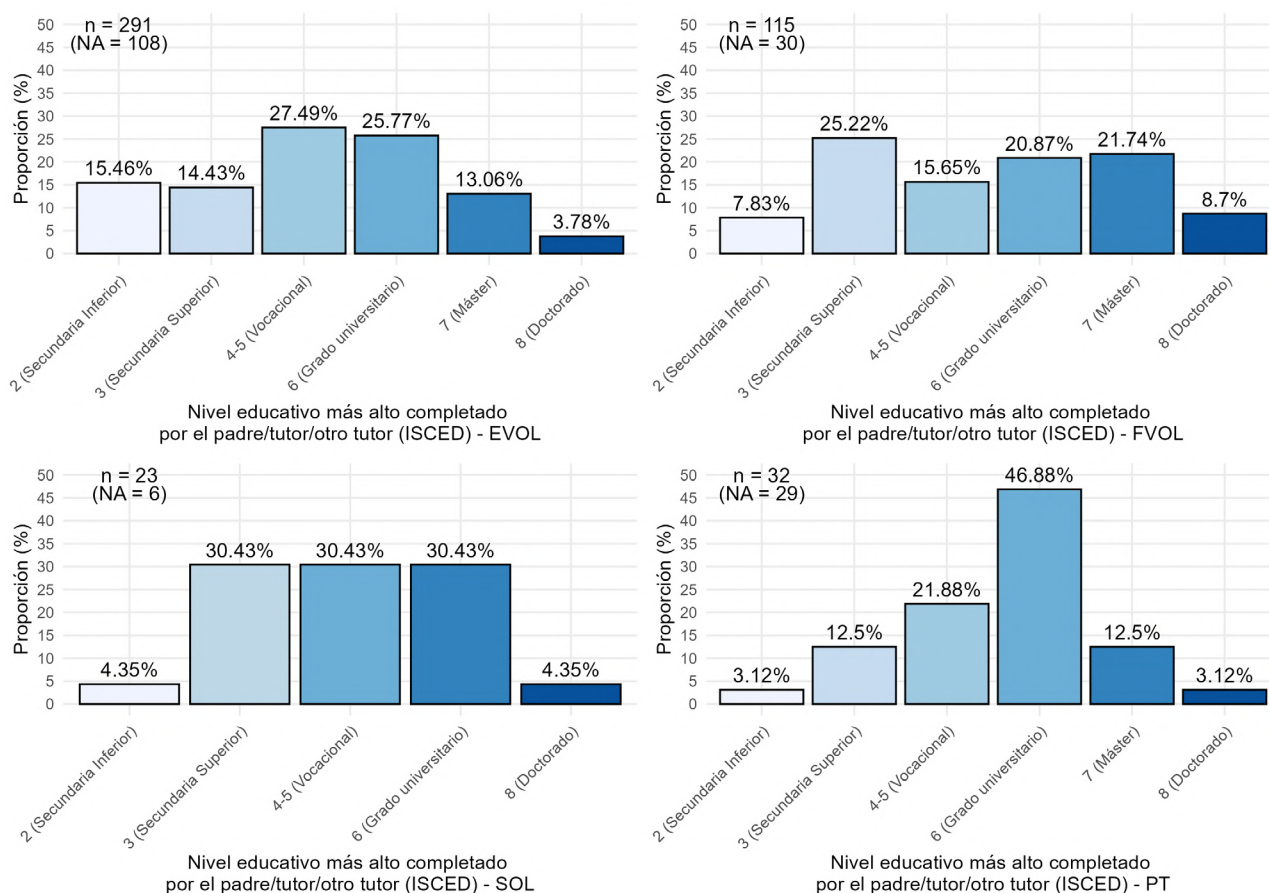 n = 291
(NA = 108)
Proporción (%)
50
45
40
35
30
25
20
15
10
5
0
15.46%
14.43%
27.49%
25.77%
13.06%
3.78%
2 (Secundaria Inferior)
3 (Secundaria Superior)
4-5 (Vocacional)
6 (Grado universitario)
7 (Máster)
8 (Doctorado)
Nivel educativo más alto completado
por el padre/tutor/otro tutor (ISCED) - EVOL
n = 115
(NA = 30)
Proporción (%)
50
45
40
35
30
25
20
15
10
5
0
7.83%
25.22%
15.65%
20.87%
21.74%
8.7%
2 (Secundaria Inferior)
3 (Secundaria Superior)
4-5 (Vocacional)
6 (Grado universitario)
7 (Máster)
8 (Doctorado)
Nivel educativo más alto completado
por el padre/tutor/otro tutor (ISCED) - FVOL
n = 23
(NA = 6)
Proporción (%)
50
45
40
35
30
25
20
15
10
5
0
4.35%
30.43%
30.43%
30.43%
4.35%
2 (Secundaria Inferior)
3 (Secundaria Superior)
4-5 (Vocacional)
6 (Grado universitario)
8 (Doctorado)
Nivel educativo más alto completado
por el padre/tutor/otro tutor (ISCED) - SOL
n = 32
(NA = 29)
Proporción (%)
50
45
40
35
30
25
20
15
10
5
0
3.12%
12.5%
21.88%
46.88%
12.5%
3.12%
2 (Secundaria Inferior)
3 (Secundaria Superior)
4-5 (Vocacional)
6 (Grado universitario)
7 (Máster)
8 (Doctorado)
Nivel educativo más alto completado
por el padre/tutor/otro tutor (ISCED) - PT